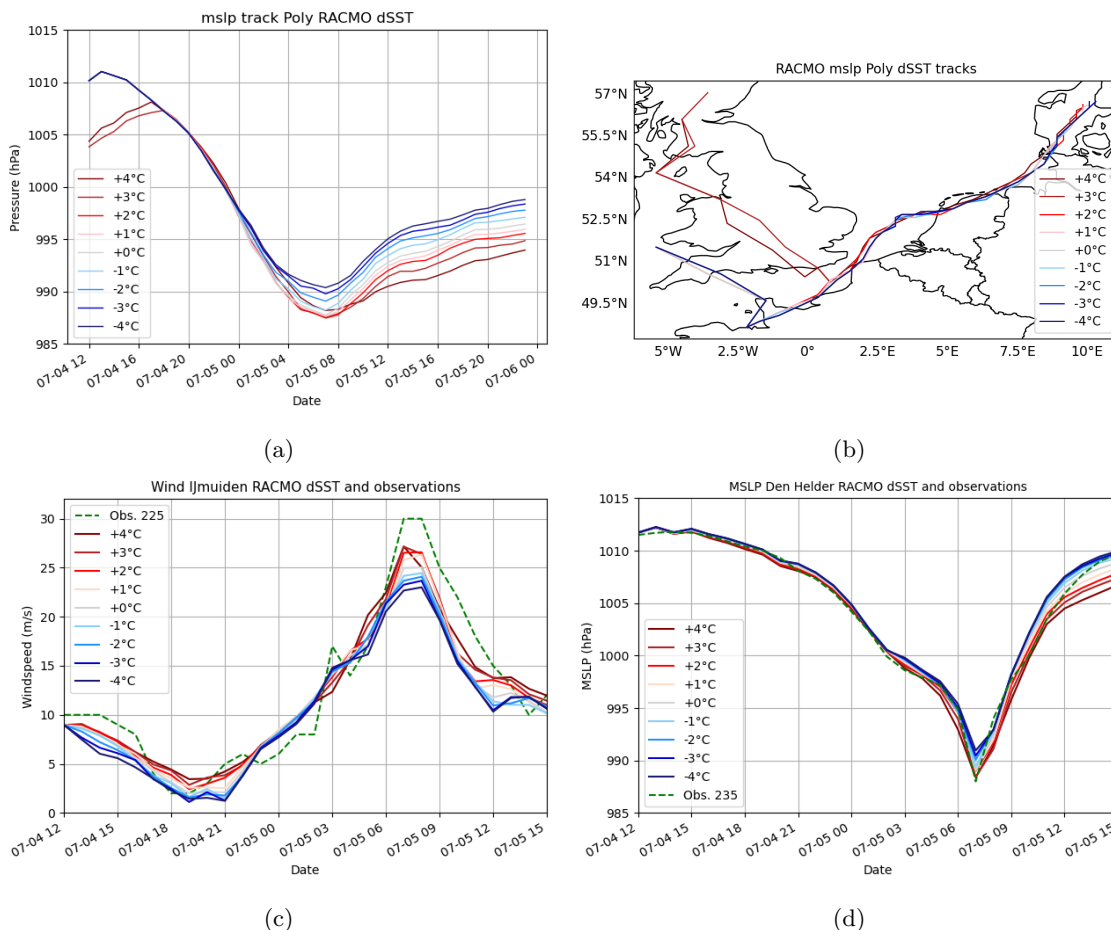 mslp track Poly RACMO dSST
1015
1010
1005
1000
995
990
985
Pressure (hPa)
+4°C
+3°C
+2°C
+1°C
+0°C
-1°C
-2°C
-3°C
-4°C
07-04 12
07-04 16
07-04 20
07-05 00
07-05 04
07-05 08
07-05 12
07-05 16
07-05 20
07-06 00
Date
(a)
RACMO mslp Poly dSST tracks
57°N
55.5°N
54°N
52.5°N
51°N
49.5°N
+4°C
+3°C
+2°C
+1°C
+0°C
-1°C
-2°C
-3°C
-4°C
5°W
2.5°W
0°
2.5°E
5°E
7.5°E
10°E
(b)
Wind IJmuiden RACMO dSST and observations
30
25
20
15
10
5
0
Windspeed (m/s)
Obs. 225
+4°C
+3°C
+2°C
+1°C
+0°C
-1°C
-2°C
-3°C
-4°C
07-04 12
07-04 15
07-04 18
07-04 21
07-05 00
07-05 03
07-05 06
07-05 09
07-05 12
07-05 15
Date
(c)
MSLP Den Helder RACMO dSST and observations
1015
1010
1005
1000
995
990
985
MSLP (hPa)
+4°C
+3°C
+2°C
+1°C
+0°C
-1°C
-2°C
-3°C
-4°C
Obs. 235
07-04 12
07-04 15
07-04 18
07-04 21
07-05 00
07-05 03
07-05 06
07-05 09
07-05 12
07-05 15
Date
(d)